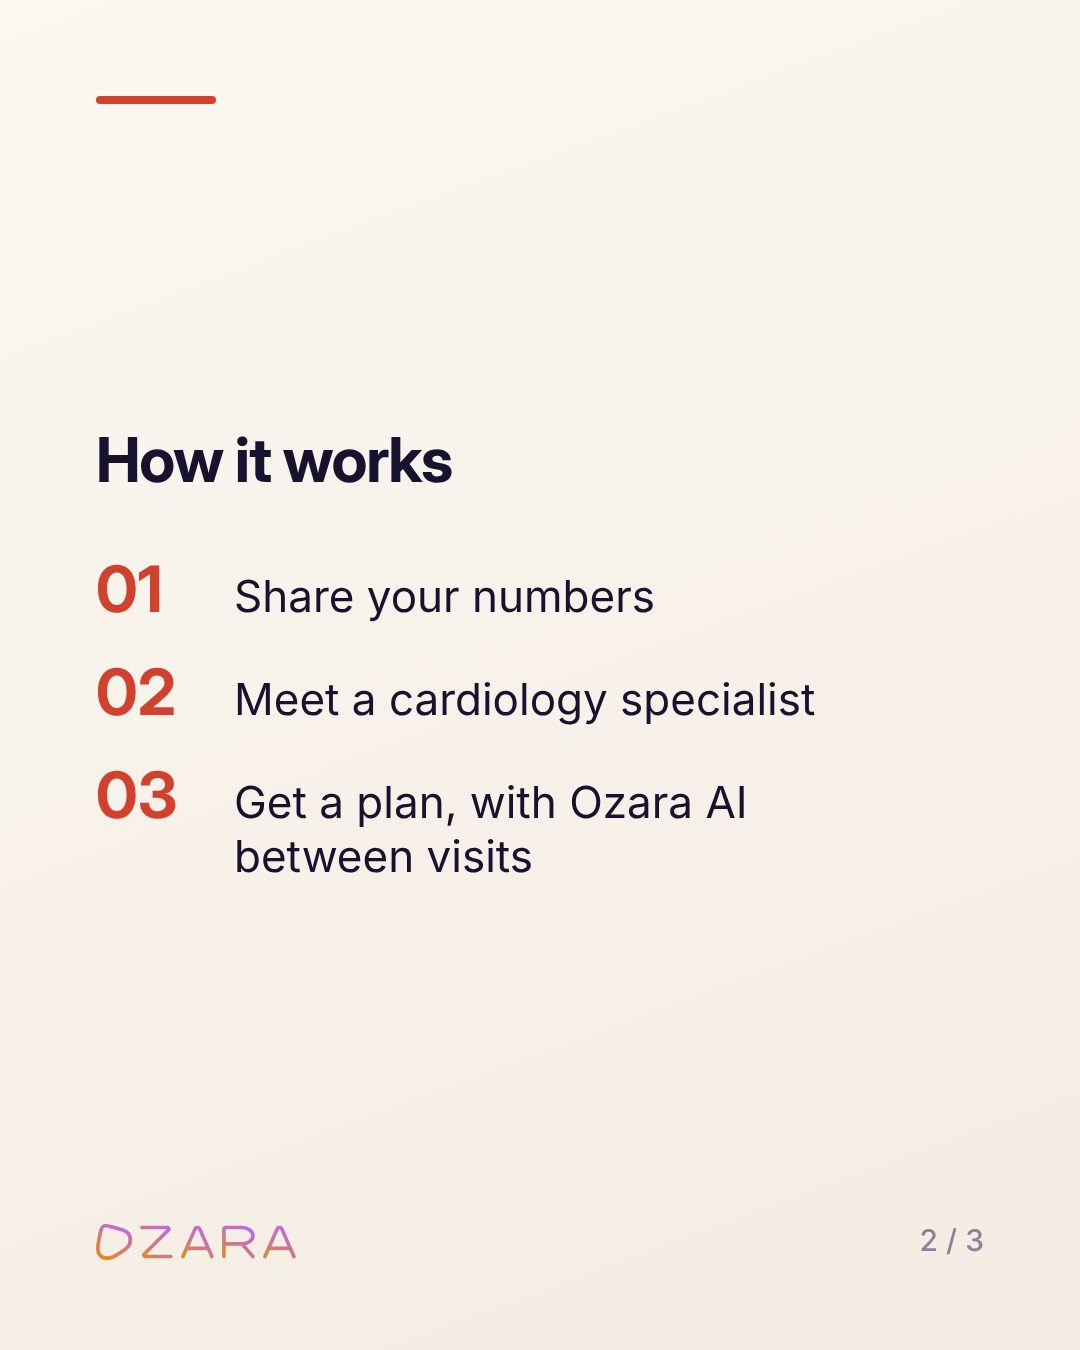 How it works
01 Share your numbers
02 Meet a cardiology specialist
03 Get a plan, with Ozara AI
between visits
OZARA
2 / 3